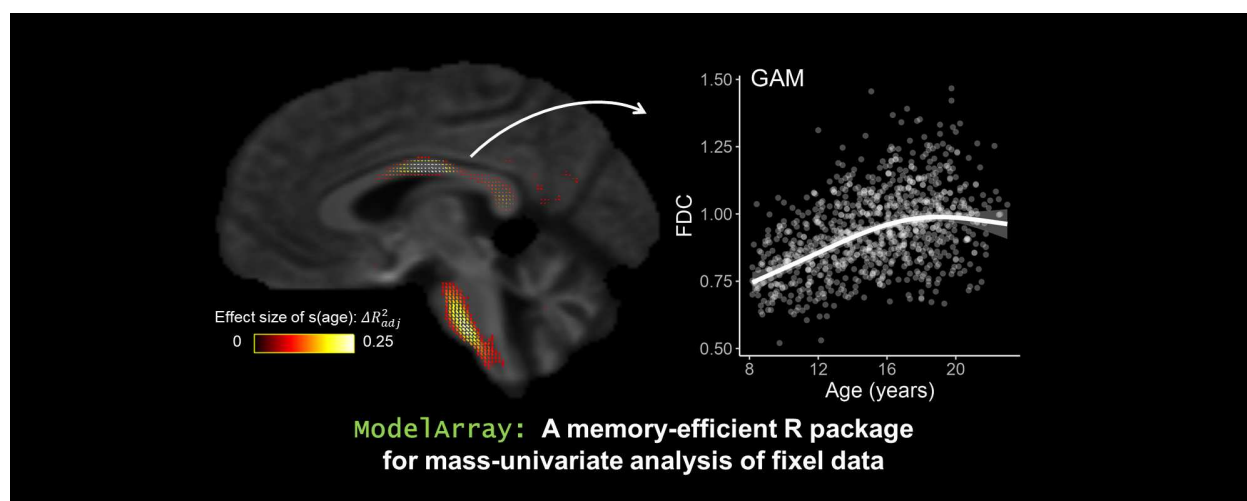 Effect size of s(age): ΔR²adj
0 0.25
GAM
FDC
1.50
1.25
1.00
0.75
0.50
8 12 16 20
Age (years)
ModelArray: A memory-efficient R package
for mass-univariate analysis of fixel data